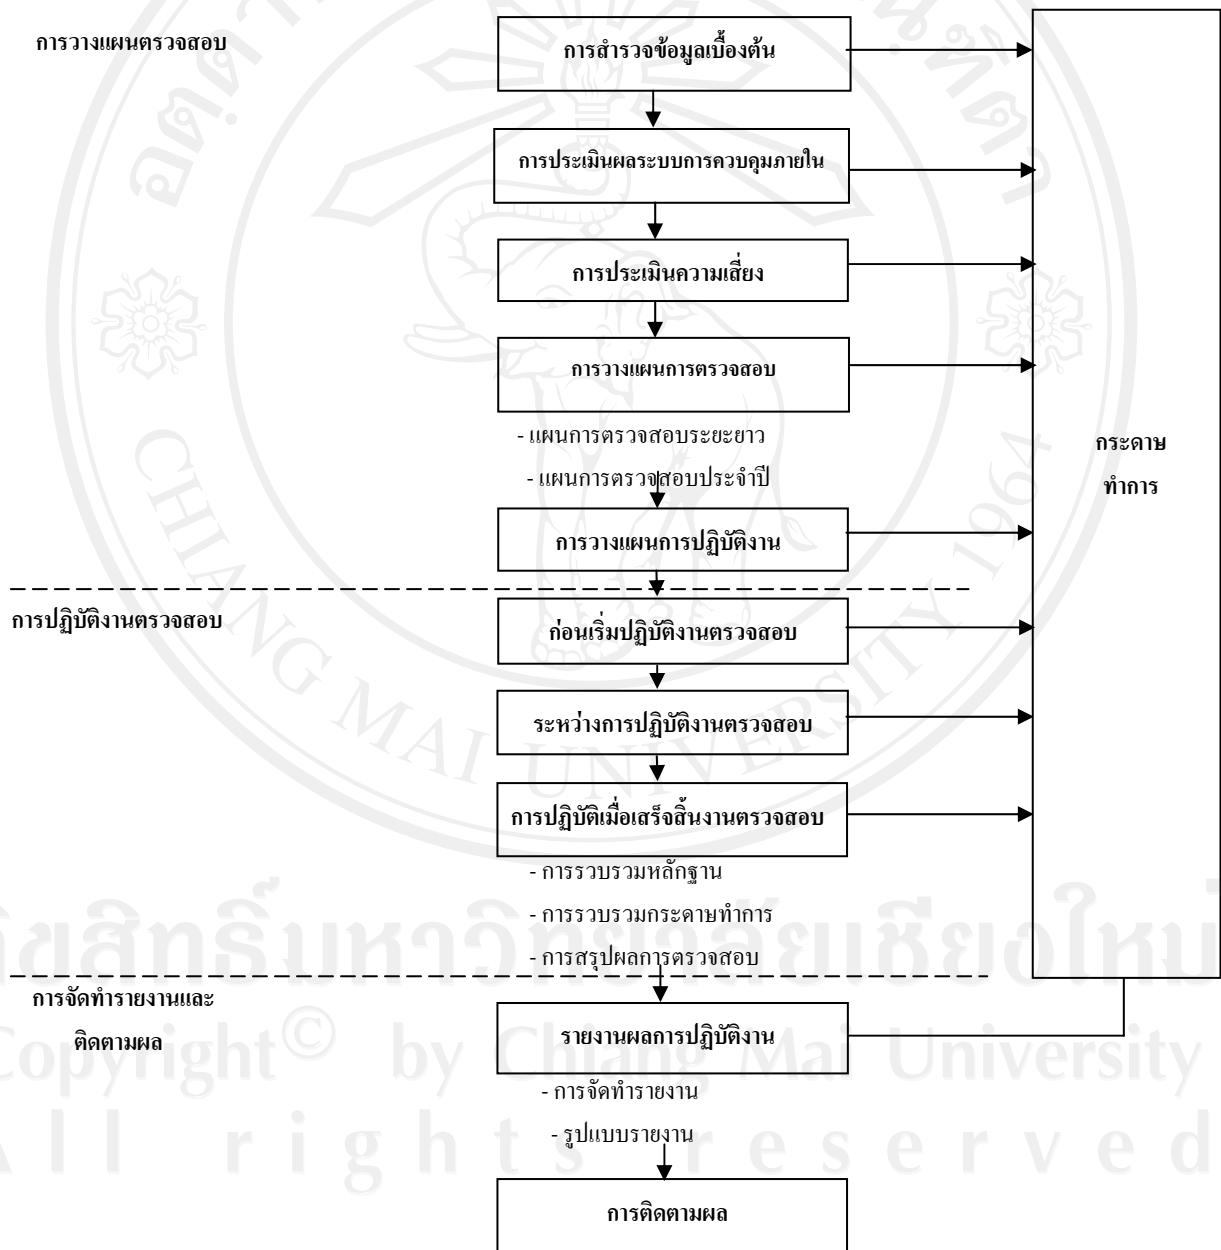 การวางแผนตรวจสอบ
การสำรวจข้อมูลเบื้องต้น
การประเมินผลระบบการควบคุมภายใน
การประเมินความเสี่ยง
การวางแผนการตรวจสอบ
- แผนการตรวจสอบระยะยาว
- แผนการตรวจสอบประจำปี
กระดาษ
ทำการ
การวางแผนการปฏิบัติงาน
การปฏิบัติงานตรวจสอบ
ก่อนเริ่มปฏิบัติงานตรวจสอบ
ระหว่างการปฏิบัติงานตรวจสอบ
การปฏิบัติเมื่อเสร็จสิ้นงานตรวจสอบ
- การรวบรวมหลักฐาน
- การรวบรวมกระดาษทำการ
- การสรุปผลการตรวจสอบ
การจัดทำรายงานและ
ติดตามผล
รายงานผลการปฏิบัติงาน
- การจัดทำรายงาน
- รูปแบบรายงาน
การติดตามผล
CHIANG MAI UNIVERSITY 1964
สิทธิ์มหาวิทยาลัยเชียงใหม่
Copyright© by Chiang Mai University
All rights reserved